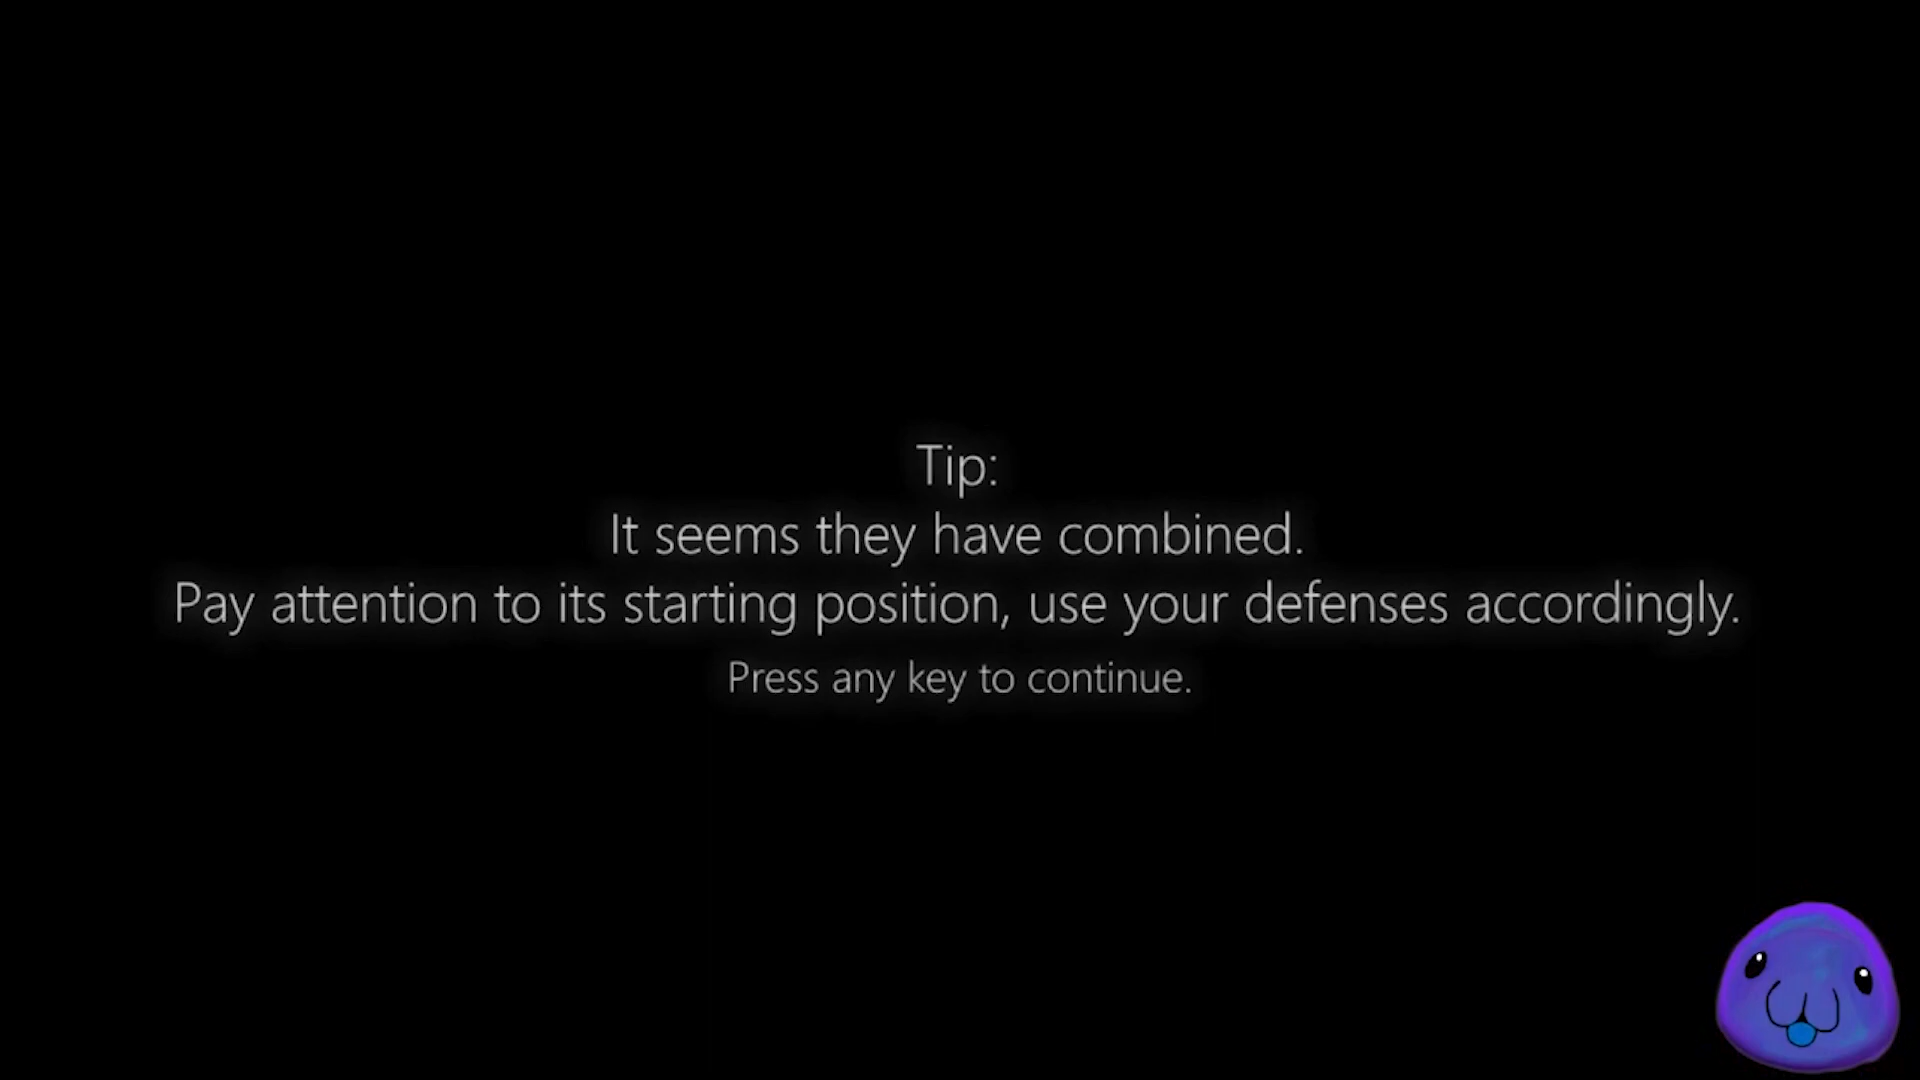 Tip:
It seems they have combined.
Pay attention to its starting position, use your defenses accordingly.
Press any key to continue.